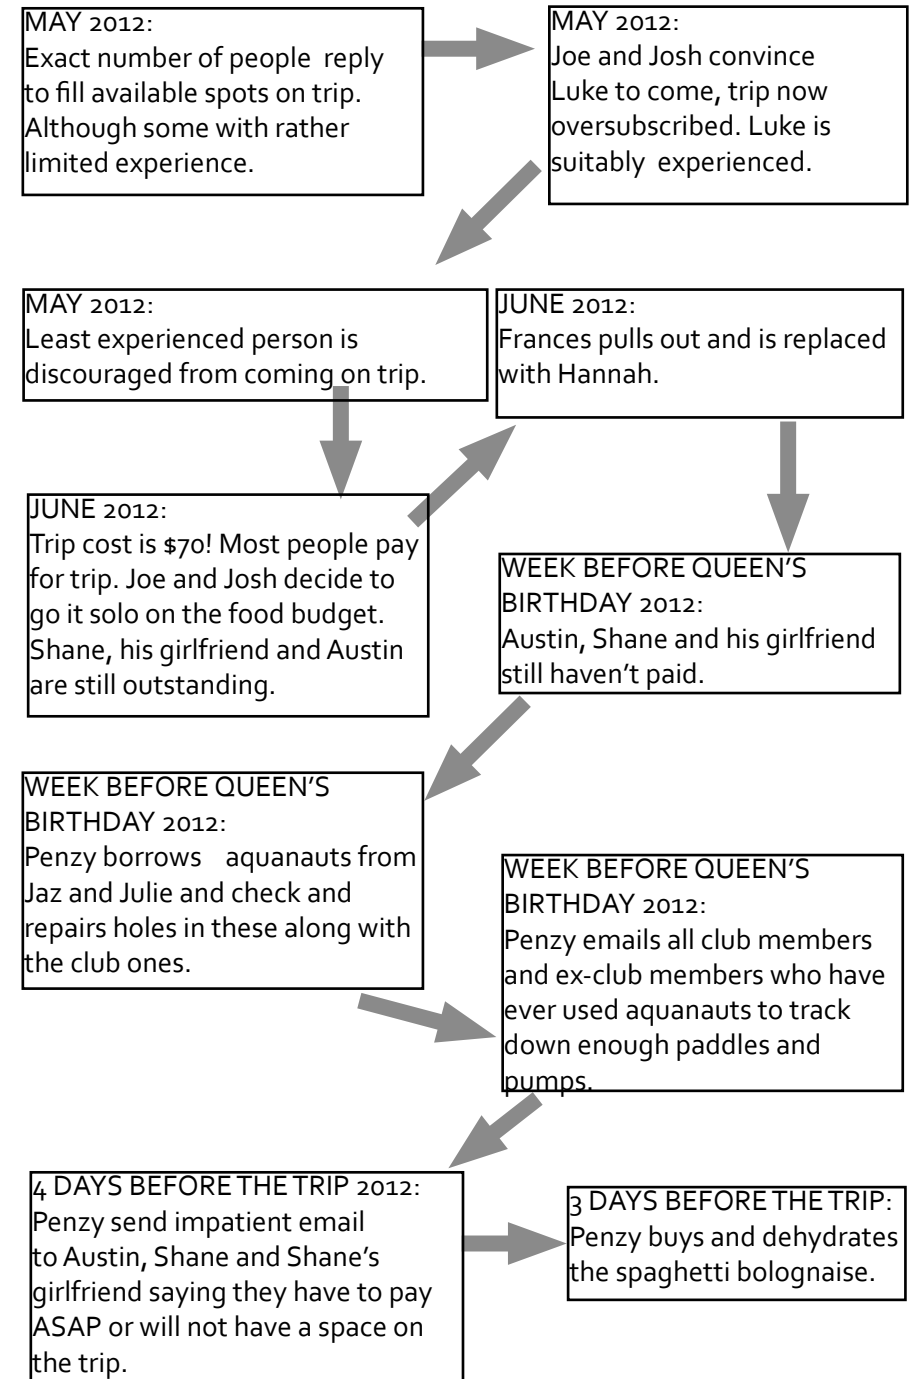 MAY 2012:
Exact number of people reply
to fill available spots on trip.
Although some with rather
limited experience.
MAY 2012:
Joe and Josh convince
Luke to come, trip now
oversubscribed. Luke is
suitably experienced.
MAY 2012:
Least experienced person is
discouraged from coming on trip.
JUNE 2012:
Trip cost is $70! Most people pay
for trip. Joe and Josh decide to
go it solo on the food budget.
Shane, his girlfriend and Austin
are still outstanding.
JUNE 2012:
Frances pulls out and is replaced
with Hannah.
WEEK BEFORE QUEEN'S
BIRTHDAY 2012:
Austin, Shane and his girlfriend
still haven't paid.
WEEK BEFORE QUEEN'S
BIRTHDAY 2012:
Penzy borrows aquanauts from
Jaz and Julie and check and
repairs holes in these along with
the club ones.
WEEK BEFORE QUEEN'S
BIRTHDAY 2012:
Penzy emails all club members
and ex-club members who have
ever used aquanauts to track
down enough paddles and
pumps.
4 DAYS BEFORE THE TRIP 2012:
Penzy send impatient email
to Austin, Shane and Shane's
girlfriend saying they have to pay
ASAP or will not have a space on
the trip.
3 DAYS BEFORE THE TRIP:
Penzy buys and dehydrates
the spaghetti bolognaise.